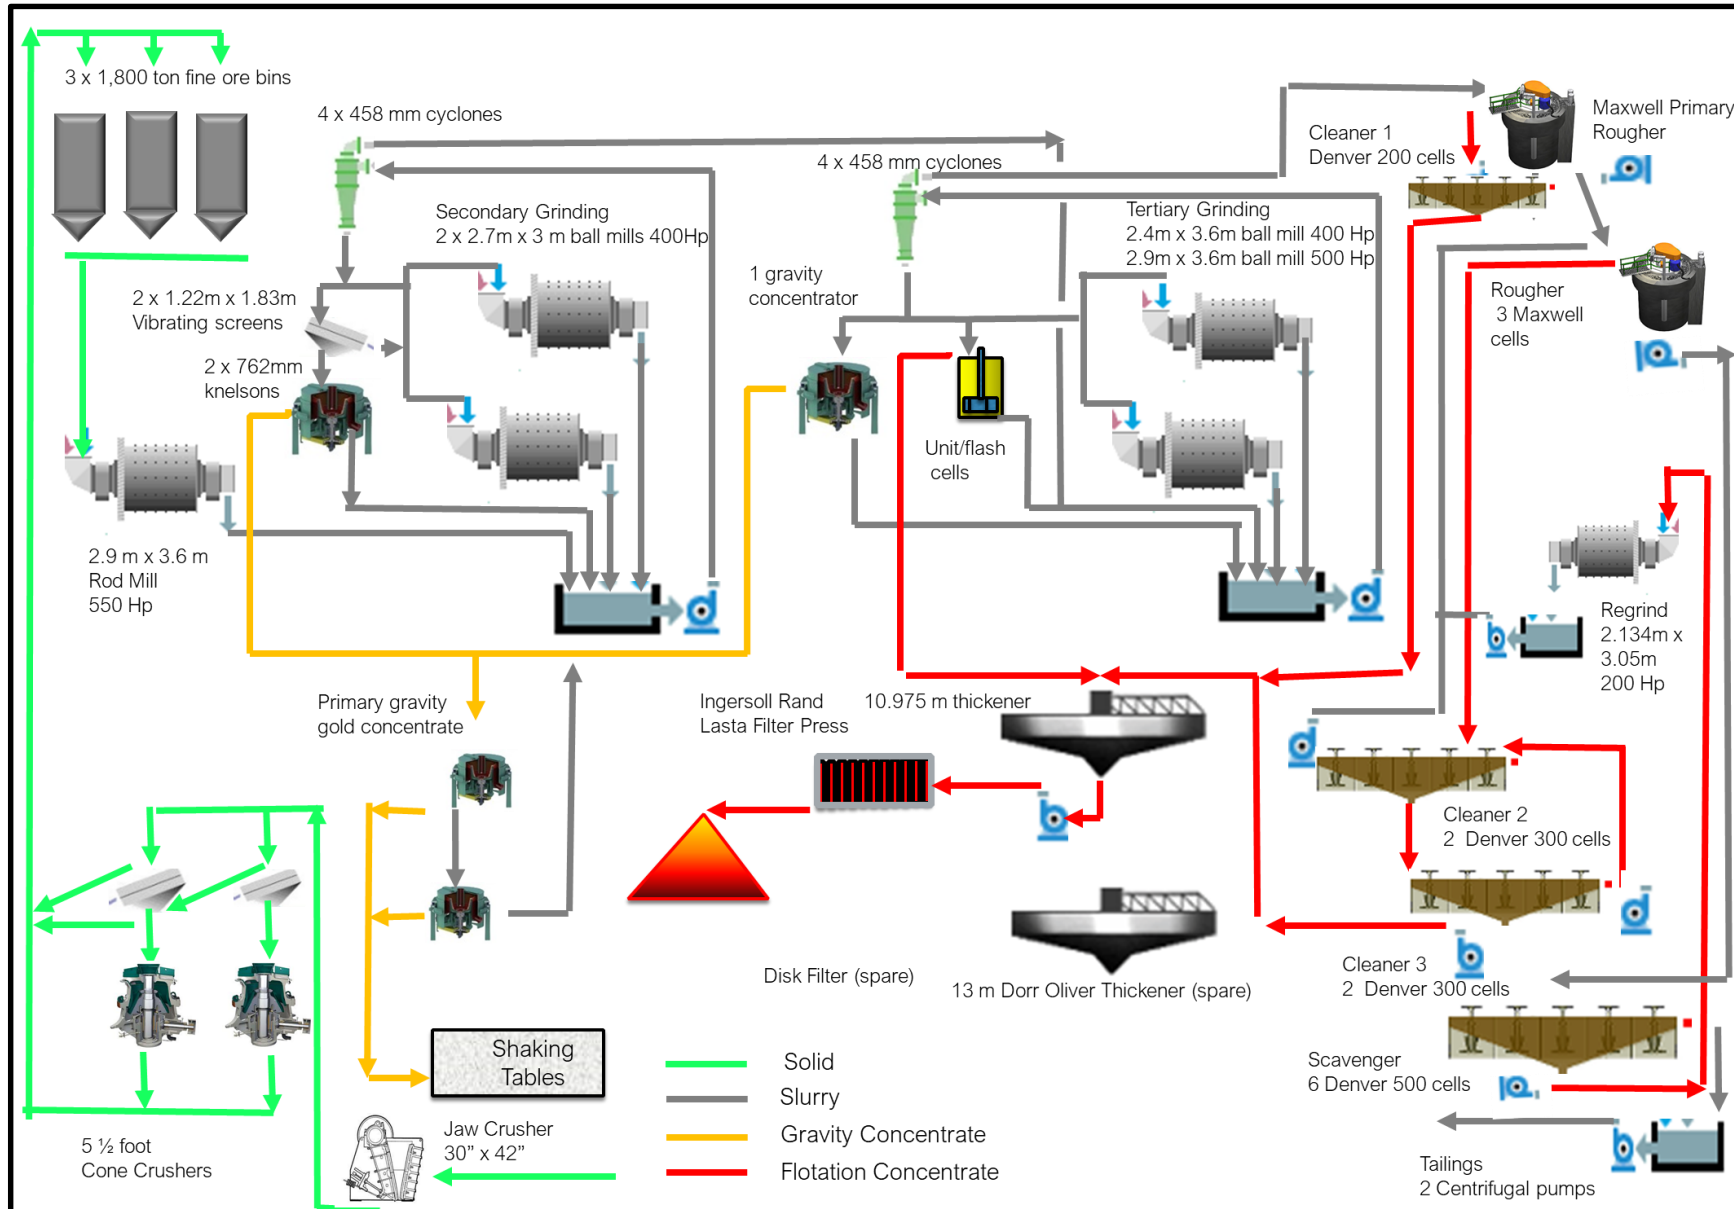 3 x 1,800 ton fine ore bins
4 x 458 mm cyclones
Secondary Grinding
2 x 2.7m x 3 m ball mills 400Hp
2 x 1.22m x 1.83m
Vibrating screens
2 x 762mm
knelsons
2.9 m x 3.6 m
Rod Mill
550 Hp
4 x 458 mm cyclones
1 gravity
concentrator
Tertiary Grinding
2.4m x 3.6m ball mill 400 Hp
2.9m x 3.6m ball mill 500 Hp
Unit/flash
cells
Cleaner 1
Denver 200 cells
Maxwell Primary
Rougher
Rougher
3 Maxwell
cells
Regrind
2.134m x
3.05m
200 Hp
Primary gravity
gold concentrate
Ingersoll Rand
Lasta Filter Press
10.975 m thickener
Cleaner 2
2 Denver 300 cells
Cleaner 3
2 Denver 300 cells
Disk Filter (spare)
13 m Dorr Oliver Thickener (spare)
Scavenger
6 Denver 500 cells
Shaking
Tables
Solid
Slurry
Gravity Concentrate
Flotation Concentrate
5 ½ foot
Cone Crushers
Jaw Crusher
30” x 42”
Tailings
2 Centrifugal pumps